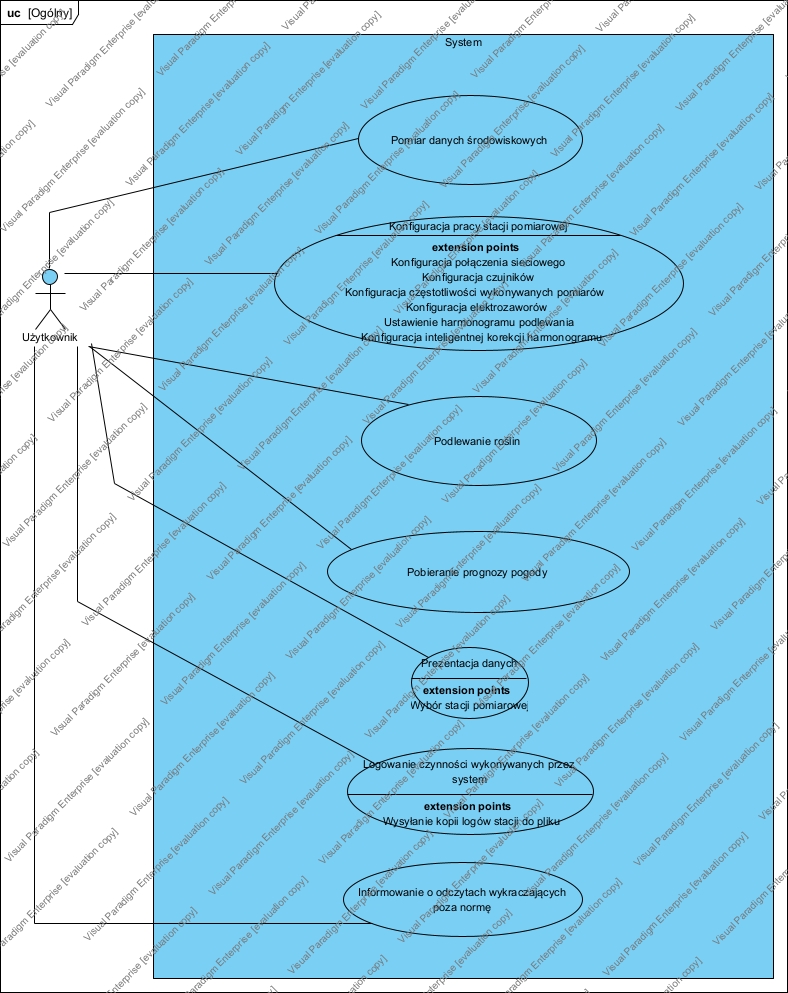 uc [Ogólny]
System
Pomiar danych środowiskowych
Konfiguracja pracy stacji pomiarowej
extension points
Konfiguracja połączenia sieciowego
Konfiguracja czujników
Konfiguracja częstotliwości wykonywanych pomiarów
Konfiguracja elektrozaworów
Ustawienie harmonogramu podlewania
Konfiguracja inteligentnej korekcji harmonogramu
Użytkownik
Podlewanie roślin
Pobieranie prognozy pogody
Prezentacja danych
extension points
Wybór stacji pomiarowej
Logowanie czynności wykonywanych przez
system
extension points
Wysyłanie kopii logów stacji do pliku
Informowanie o odczytach wykraczających
poza normę
Visual Paradigm Enterprise [evaluation copy]